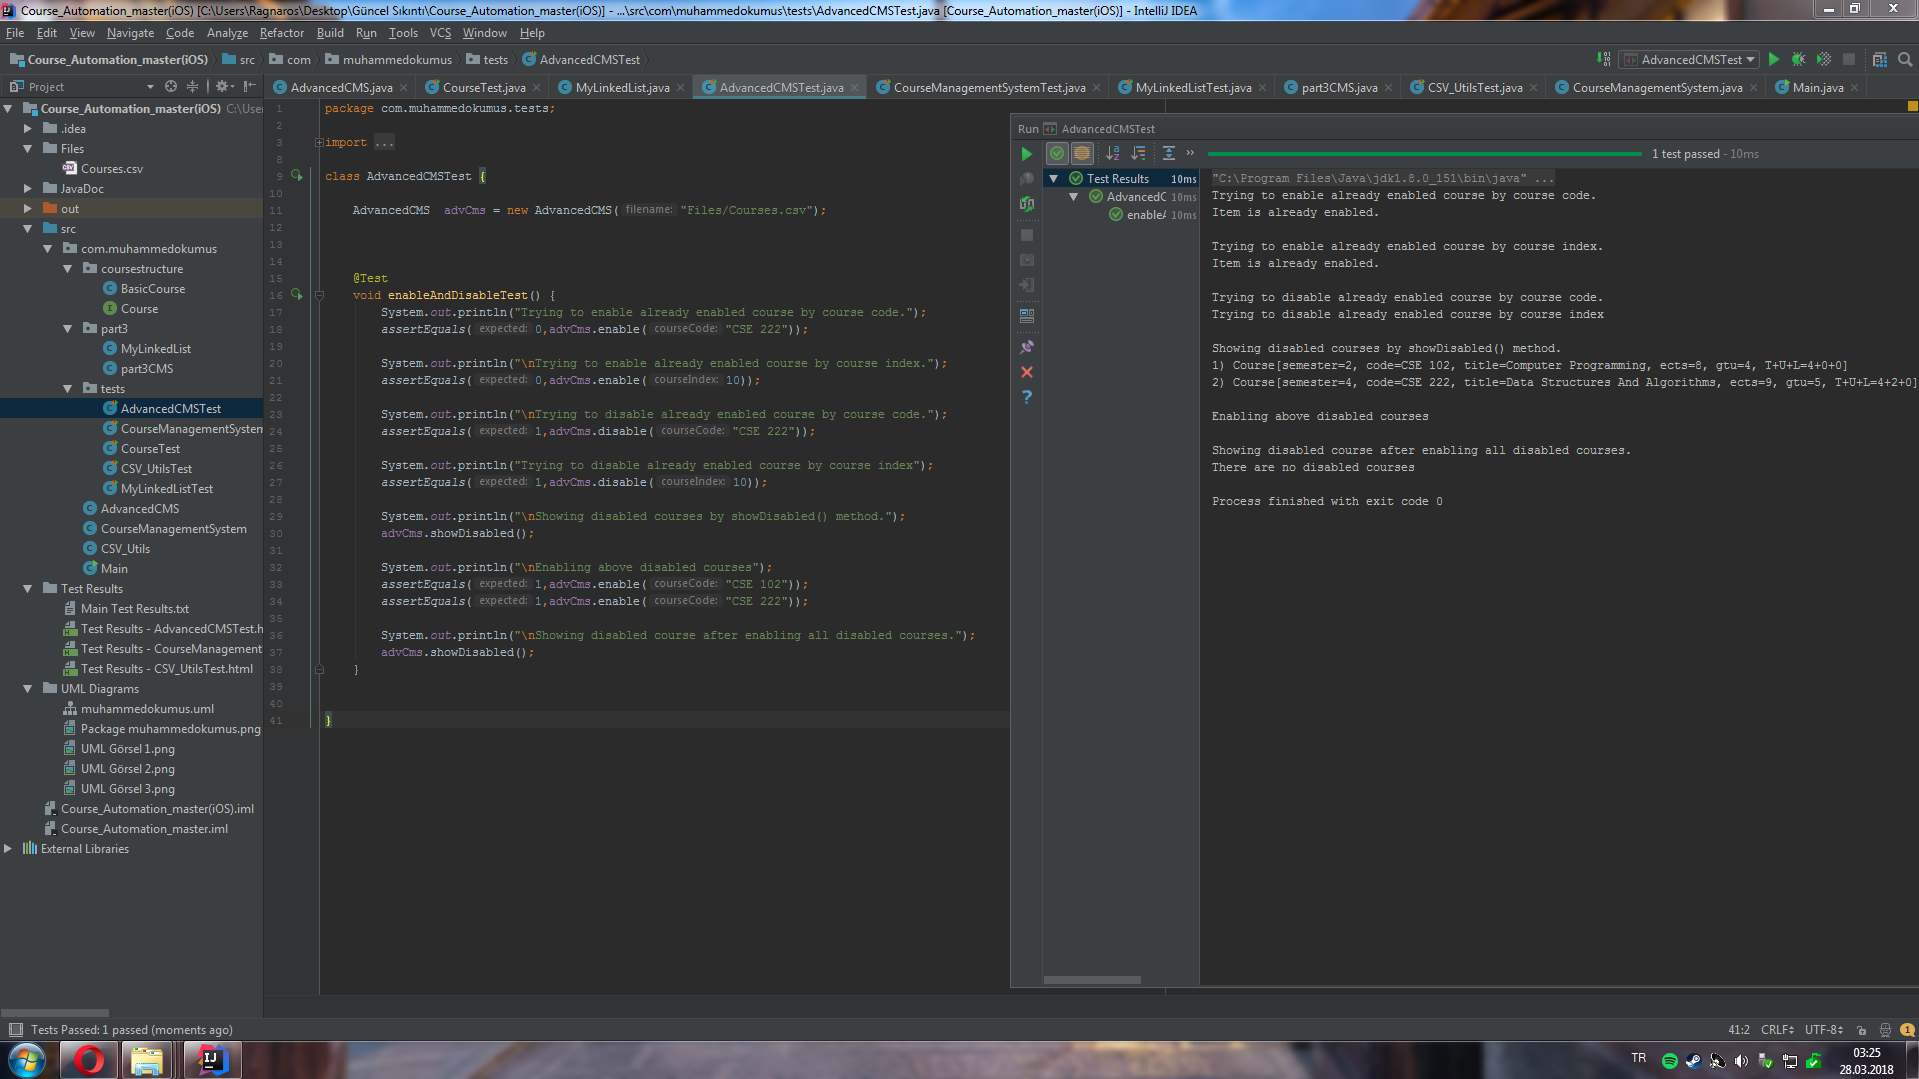 Course_Automation_master(iOS) [C:\Users\Ragnaros\Desktop\Güncel Sıkıntı\Course_Automation_master(iOS)] - ...\src\com\muhammedokumus\tests\AdvancedCMSTest.java [Course_Automation_master(iOS)] - IntelliJ IDEA
File Edit View Navigate Code Analyze Refactor Build Run Tools VCS Window Help
Course_Automation_master(iOS) src com muhammedokumus tests AdvancedCMSTest
AdvancedCMSTest
Project
AdvancedCMS.java CourseTest.java MyLinkedList.java AdvancedCMSTest.java CourseManagementSystemTest.java MyLinkedListTest.java part3CMS.java CSV_UtilsTest.java CourseManagementSystem.java Main.java
Course_Automation_master(iOS) C:\User
.idea
Files
Courses.csv
JavaDoc
out
src
com.muhammedokumus
coursestructure
BasicCourse
Course
part3
MyLinkedList
part3CMS
tests
AdvancedCMSTest
CourseManagementSystem
CourseTest
CSV_UtilsTest
MyLinkedListTest
AdvancedCMS
CourseManagementSystem
CSV_Utils
Main
Test Results
Main Test Results.txt
Test Results - AdvancedCMSTest.h
Test Results - CourseManagement
Test Results - CSV_UtilsTest.html
UML Diagrams
muhammedokumus.uml
Package muhammedokumus.png
UML Görsel 1.png
UML Görsel 2.png
UML Görsel 3.png
Course_Automation_master(iOS).iml
Course_Automation_master.iml
External Libraries
1 package com.muhammedokumus.tests;
2
3 import ...
8
9 class AdvancedCMSTest {
10
11 AdvancedCMS advCms = new AdvancedCMS( filename: "Files/Courses.csv");
12
13
14
15 @Test
16 void enableAndDisableTest() {
17 System.out.println("Trying to enable already enabled course by course code.");
18 assertEquals( expected: 0,advCms.enable( courseCode: "CSE 222"));
19
20 System.out.println("\nTrying to enable already enabled course by course index.");
21 assertEquals( expected: 0,advCms.enable( courseIndex: 10));
22
23 System.out.println("\nTrying to disable already enabled course by course code.");
24 assertEquals( expected: 1,advCms.disable( courseCode: "CSE 222"));
25
26 System.out.println("Trying to disable already enabled course by course index");
27 assertEquals( expected: 1,advCms.disable( courseIndex: 10));
28
29 System.out.println("\nShowing disabled courses by showDisabled() method.");
30 advCms.showDisabled();
31
32 System.out.println("\nEnabling above disabled courses");
33 assertEquals( expected: 1,advCms.enable( courseCode: "CSE 102"));
34 assertEquals( expected: 1,advCms.enable( courseCode: "CSE 222"));
35
36 System.out.println("\nShowing disabled course after enabling all disabled courses.");
37 advCms.showDisabled();
38 }
39
40
41 }
Run AdvancedCMSTest
1 test passed - 10ms
Test Results 10ms
AdvancedC 10ms
enableA 10ms
"C:\Program Files\Java\jdk1.8.0_151\bin\java" ...
Trying to enable already enabled course by course code.
Item is already enabled.
Trying to enable already enabled course by course index.
Item is already enabled.
Trying to disable already enabled course by course code.
Trying to disable already enabled course by course index
Showing disabled courses by showDisabled() method.
1) Course[semester=2, code=CSE 102, title=Computer Programming, ects=8, gtu=4, T+U+L=4+0+0]
2) Course[semester=4, code=CSE 222, title=Data Structures And Algorithms, ects=9, gtu=5, T+U+L=4+2+0]
Enabling above disabled courses
Showing disabled course after enabling all disabled courses.
There are no disabled courses
Process finished with exit code 0
Tests Passed: 1 passed (moments ago)
41:2 CRLF UTF-8 1
TR
03:25
28.03.2018